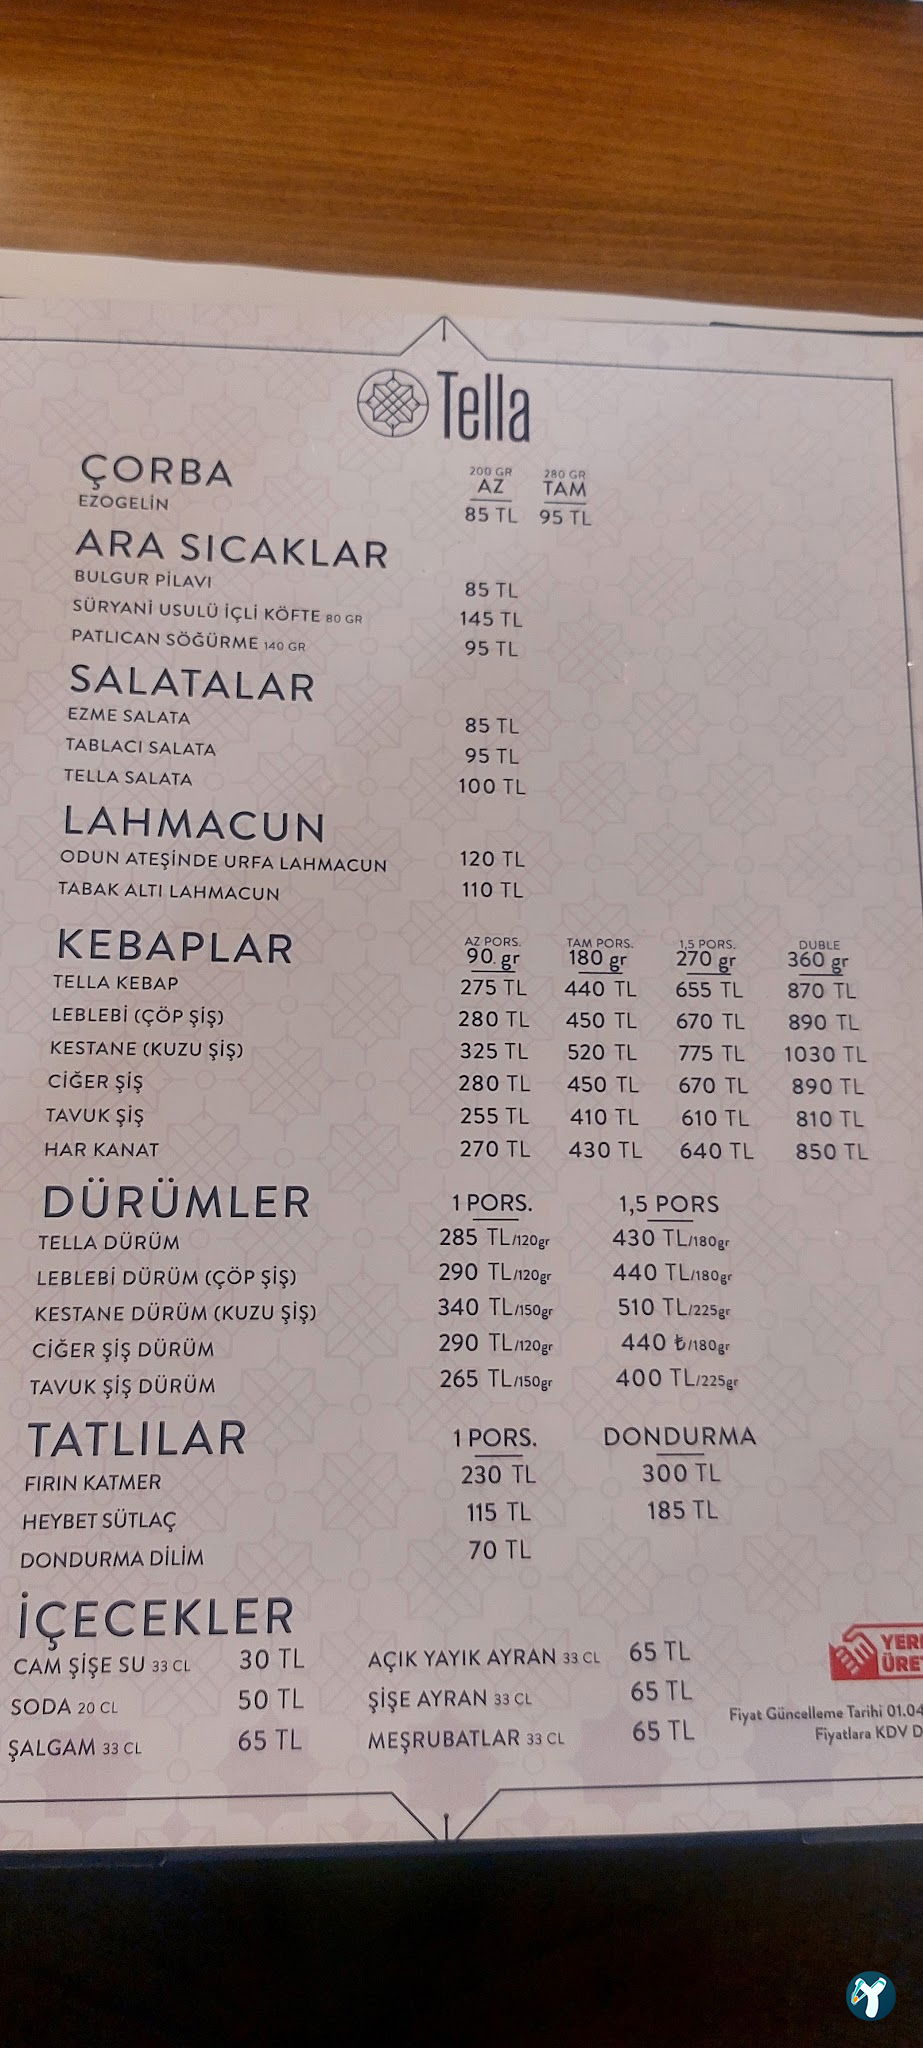 Tella
ÇORBA 200 GR AZ 280 GR TAM
EZOGELİN 85 TL 95 TL
ARA SICAKLAR
BULGUR PİLAVI 85 TL
SÜRYANİ USULÜ İÇLİ KÖFTE 80 GR 145 TL
PATLICAN SÖĞÜRME 140 GR 95 TL
SALATALAR
EZME SALATA 85 TL
TABLACI SALATA 95 TL
TELLA SALATA 100 TL
LAHMACUN
ODUN ATEŞİNDE URFA LAHMACUN 120 TL
TABAK ALTI LAHMACUN 110 TL
KEBAPLAR AZ PORS. 90. gr TAM PORS. 180 gr 1,5 PORS. 270 gr DUBLE 360 gr
TELLA KEBAP 275 TL 440 TL 655 TL 870 TL
LEBLEBİ (ÇÖP ŞİŞ) 280 TL 450 TL 670 TL 890 TL
KESTANE (KUZU ŞİŞ) 325 TL 520 TL 775 TL 1030 TL
CİĞER ŞİŞ 280 TL 450 TL 670 TL 890 TL
TAVUK ŞİŞ 255 TL 410 TL 610 TL 810 TL
HAR KANAT 270 TL 430 TL 640 TL 850 TL
DÜRÜMLER 1 PORS. 1,5 PORS
TELLA DÜRÜM 285 TL/120gr 430 TL/180gr
LEBLEBİ DÜRÜM (ÇÖP ŞİŞ) 290 TL/120gr 440 TL/180gr
KESTANE DÜRÜM (KUZU ŞİŞ) 340 TL/150gr 510 TL/225gr
CİĞER ŞİŞ DÜRÜM 290 TL/120gr 440 ₺/180gr
TAVUK ŞİŞ DÜRÜM 265 TL/150gr 400 TL/225gr
TATLILAR 1 PORS. DONDURMA
FIRIN KATMER 230 TL 300 TL
HEYBET SÜTLAÇ 115 TL 185 TL
DONDURMA DİLİM 70 TL
İÇECEKLER
CAM ŞİŞE SU 33 CL 30 TL AÇIK YAYIK AYRAN 33 CL 65 TL
SODA 20 CL 50 TL ŞİŞE AYRAN 33 CL 65 TL
ŞALGAM 33 CL 65 TL MEŞRUBATLAR 33 CL 65 TL
YERL
ÜRET
Fiyat Güncelleme Tarihi 01.04
Fiyatlara KDV D